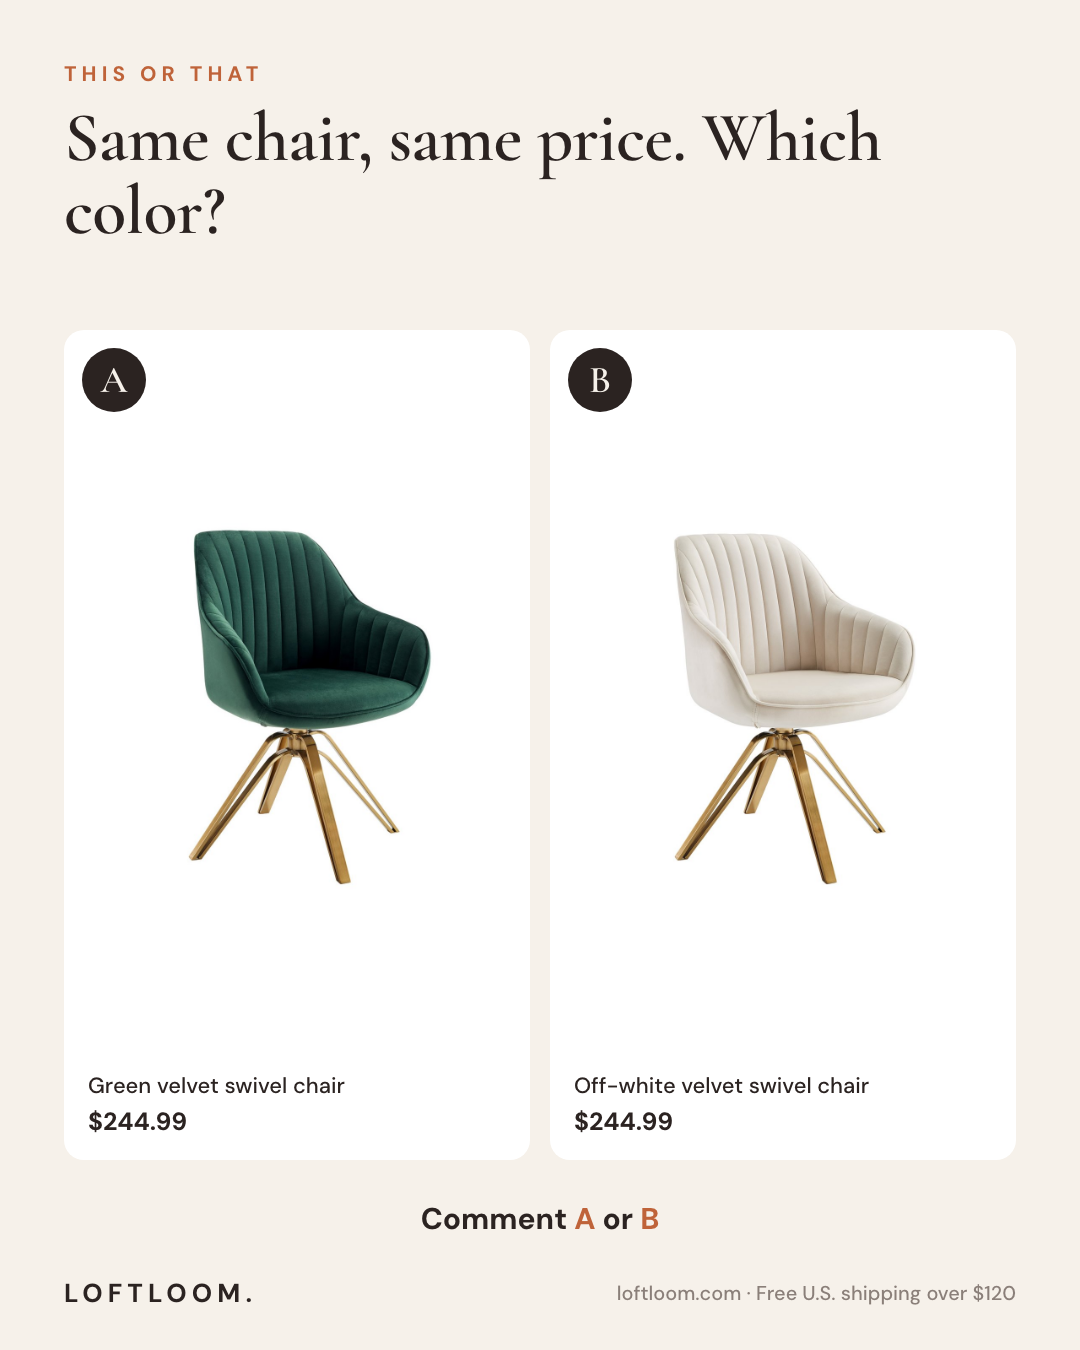 THIS OR THAT
Same chair, same price. Which
color?
A
B
Green velvet swivel chair
$244.99
Off-white velvet swivel chair
$244.99
Comment A or B
LOFTLOOM.
loftloom.com · Free U.S. shipping over $120